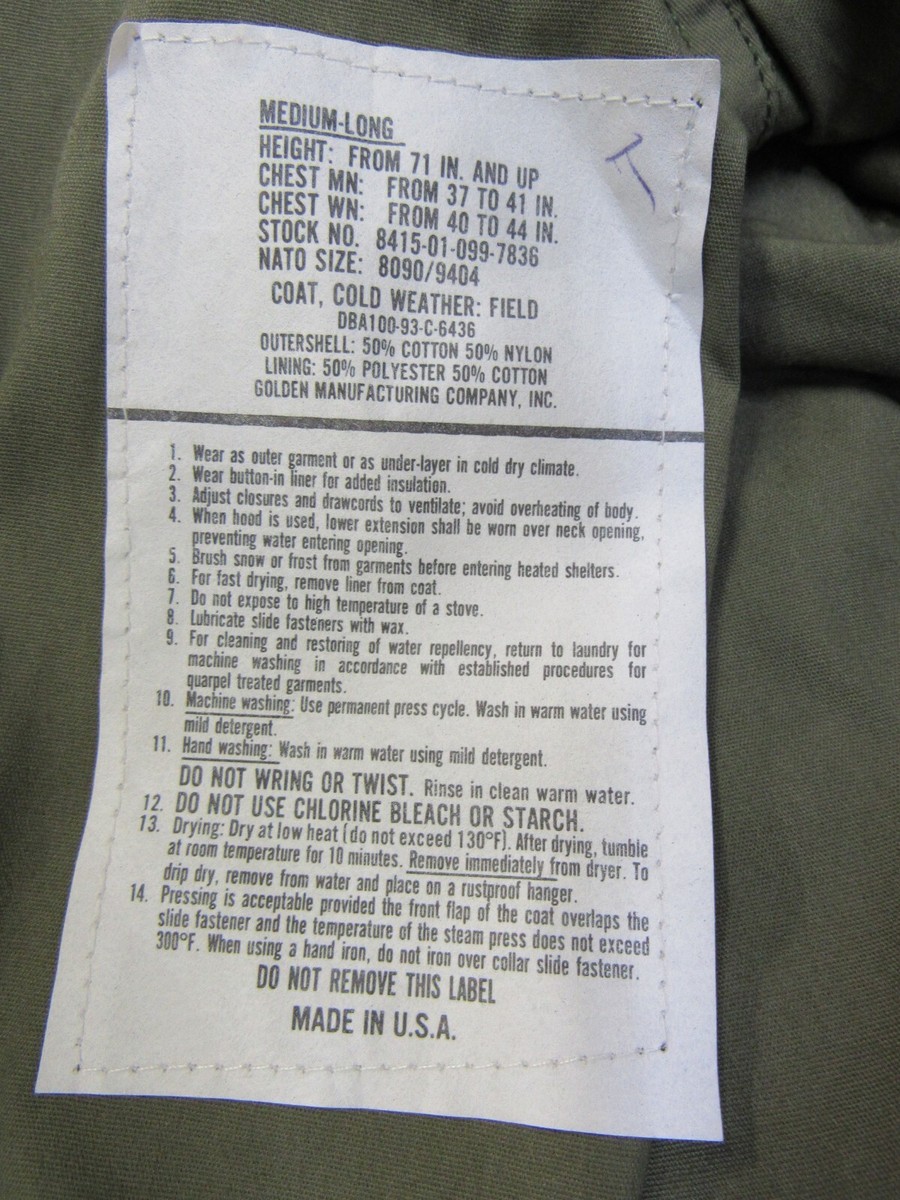 MEDIUM-LONG
HEIGHT: FROM 71 IN. AND UP
CHEST MN: FROM 37 TO 41 IN.
CHEST WN: FROM 40 TO 44 IN.
STOCK NO. 8415-01-099-7836
NATO SIZE: 8090/9404
COAT, COLD WEATHER: FIELD
DBA100-93-C-6436
OUTERSHELL: 50% COTTON 50% NYLON
LINING: 50% POLYESTER 50% COTTON
GOLDEN MANUFACTURING COMPANY, INC.
1. Wear as outer garment or as under-layer in cold dry climate.
2. Wear button-in liner for added insulation.
3. Adjust closures and drawcords to ventilate; avoid overheating of body.
4. When hood is used, lower extension shall be worn over neck opening,
preventing water entering opening.
5. Brush snow or frost from garments before entering heated shelters.
6. For fast drying, remove liner from coat.
7. Do not expose to high temperature of a stove.
8. Lubricate slide fasteners with wax.
9. For cleaning and restoring of water repellency, return to laundry for
machine washing in accordance with established procedures for
quarpel treated garments.
10. Machine washing: Use permanent press cycle. Wash in warm water using
mild detergent.
11. Hand washing: Wash in warm water using mild detergent.
DO NOT WRING OR TWIST. Rinse in clean warm water.
12. DO NOT USE CHLORINE BLEACH OR STARCH.
13. Drying: Dry at low heat (do not exceed 130°F). After drying, tumble
at room temperature for 10 minutes. Remove immediately from dryer. To
drip dry, remove from water and place on a rustproof hanger.
14. Pressing is acceptable provided the front flap of the coat overlaps the
slide fastener and the temperature of the steam press does not exceed
300°F. When using a hand iron, do not iron over collar slide fastener.
DO NOT REMOVE THIS LABEL
MADE IN U.S.A.